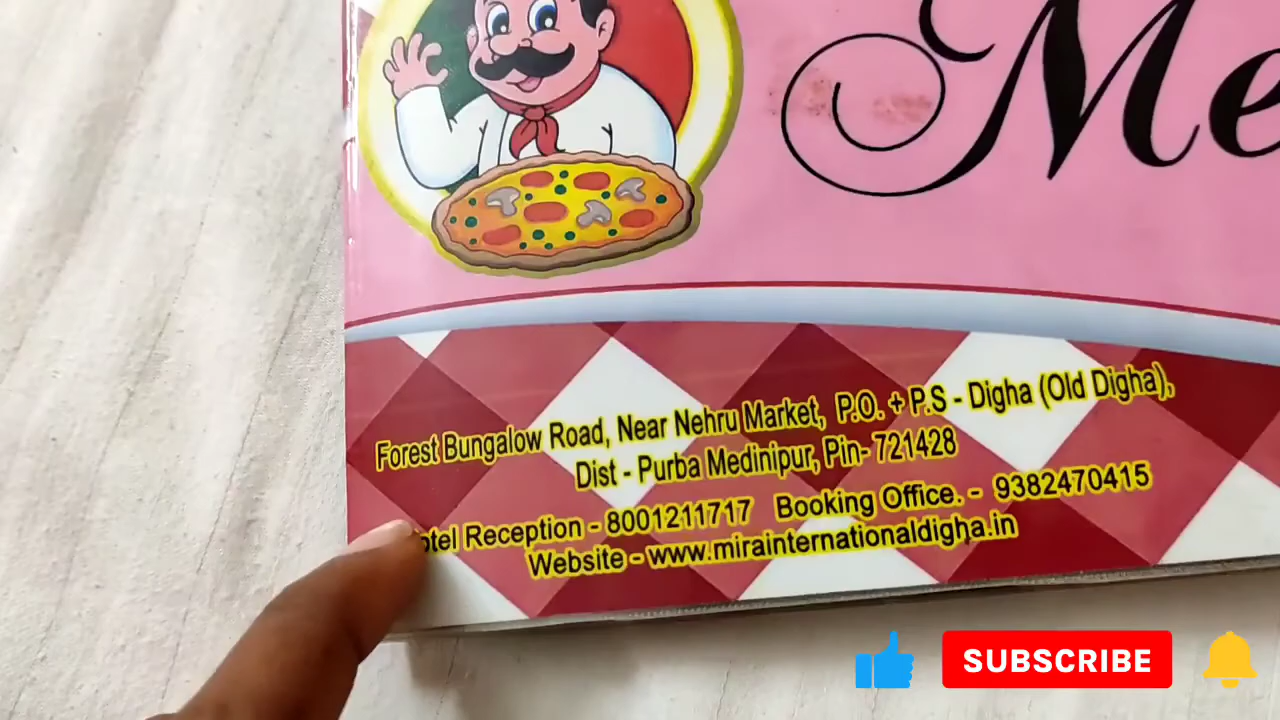 Me
Forest Bungalow Road, Near Nehru Market, P.O. + P.S - Digha (Old Digha),
Dist - Purba Medinipur, Pin- 721428
otel Reception - 8001211717 Booking Office. - 9382470415
Website - www.mirainternationaldigha.in
SUBSCRIBE